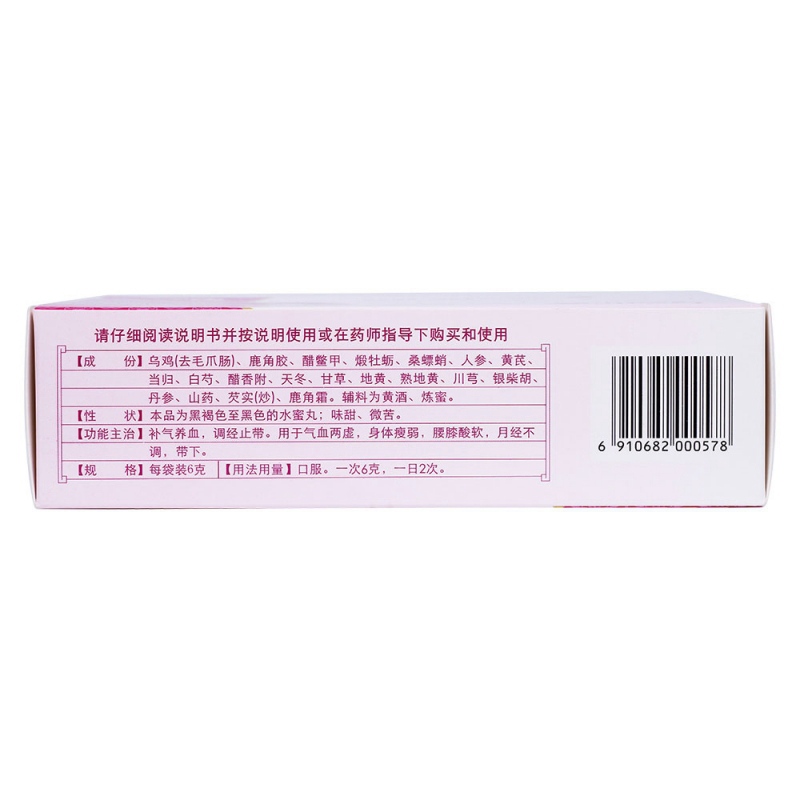 请仔细阅读说明书并按说明使用或在药师指导下购买和使用
【成　份】乌鸡(去毛爪肠)、鹿角胶、醋鳖甲、煅牡蛎、桑螵蛸、人参、黄芪、
当归、白芍、醋香附、天冬、甘草、地黄、熟地黄、川芎、银柴胡、
丹参、山药、芡实(炒)、鹿角霜。辅料为黄酒、炼蜜。
【性　状】本品为黑褐色至黑色的水蜜丸；味甜、微苦。
【功能主治】补气养血，调经止带。用于气血两虚，身体瘦弱，腰膝酸软，月经不
调，带下。
【规　格】每袋装6克【用法用量】口服。一次6克，一日2次。
6 910682 000578